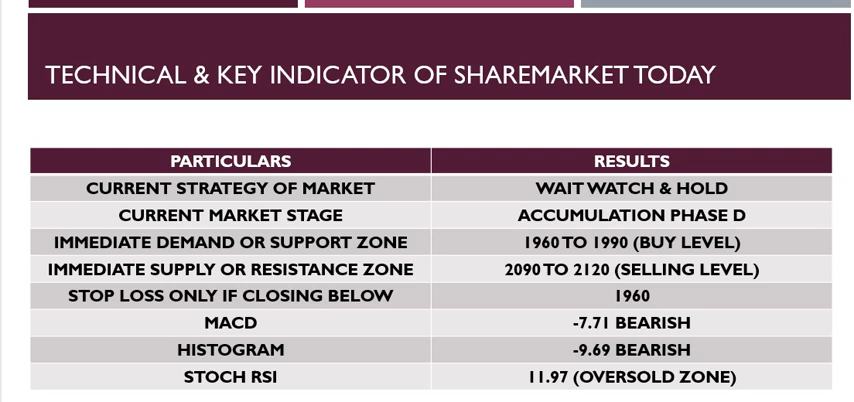 TECHNICAL & KEY INDICATOR OF SHAREMARKET TODAY
PARTICULARS RESULTS
CURRENT STRATEGY OF MARKET WAIT WATCH & HOLD
CURRENT MARKET STAGE ACCUMULATION PHASE D
IMMEDIATE DEMAND OR SUPPORT ZONE 1960 TO 1990 (BUY LEVEL)
IMMEDIATE SUPPLY OR RESISTANCE ZONE 2090 TO 2120 (SELLING LEVEL)
STOP LOSS ONLY IF CLOSING BELOW 1960
MACD -7.71 BEARISH
HISTOGRAM -9.69 BEARISH
STOCH RSI 11.97 (OVERSOLD ZONE)